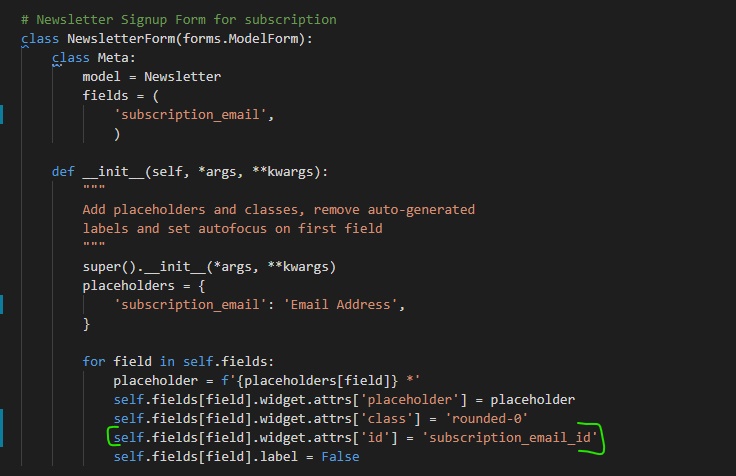 # Newsletter Signup Form for subscription
class NewsletterForm(forms.ModelForm):
    class Meta:
        model = Newsletter
        fields = (
            'subscription_email',
            )
    def __init__(self, *args, **kwargs):
        """
        Add placeholders and classes, remove auto-generated
        labels and set autofocus on first field
        """
        super().__init__(*args, **kwargs)
        placeholders = {
            'subscription_email': 'Email Address',
        }
        for field in self.fields:
            placeholder = f'{placeholders[field]} *'
            self.fields[field].widget.attrs['placeholder'] = placeholder
            self.fields[field].widget.attrs['class'] = 'rounded-0'
            self.fields[field].widget.attrs['id'] = 'subscription_email_id'
            self.fields[field].label = False